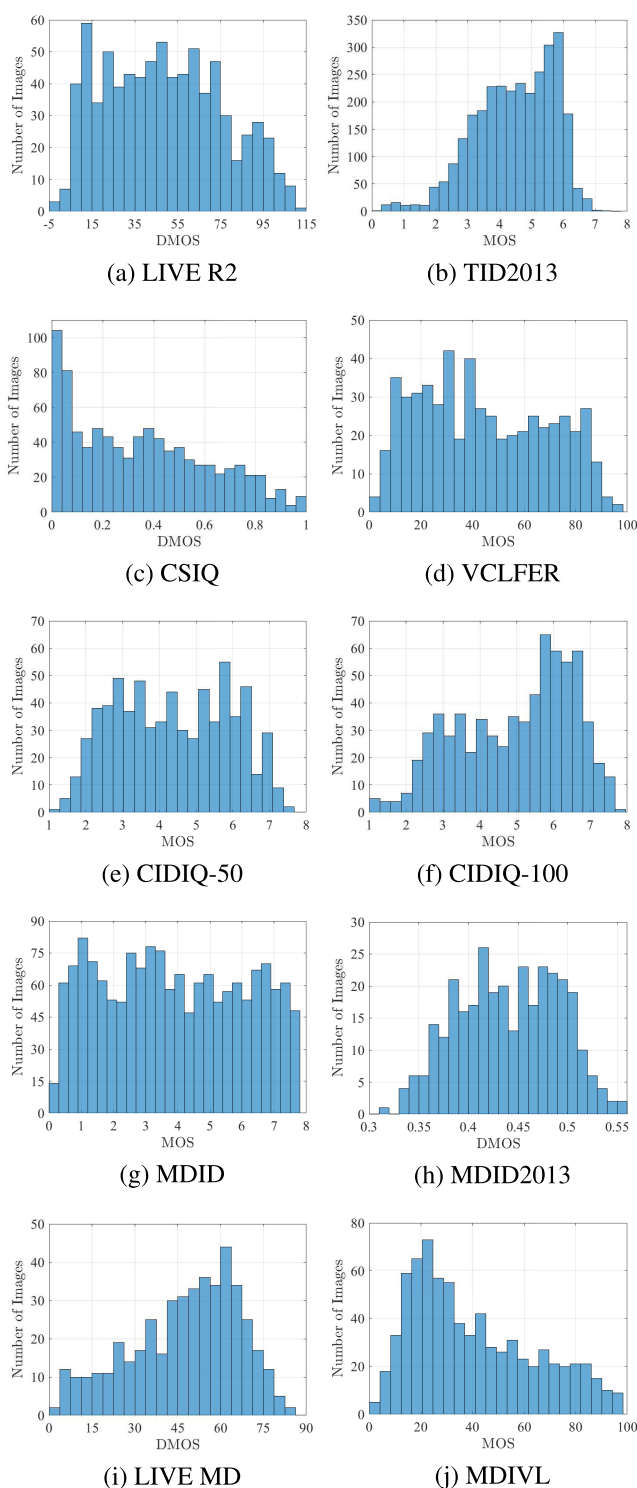 60
50
40
30
20
10
0
Number of Images
-5 15 35 55 75 95 115
DMOS
(a) LIVE R2
350
300
250
200
150
100
50
0
Number of Images
0 1 2 3 4 5 6 7 8
MOS
(b) TID2013
100
80
60
40
20
0
Number of Images
0 0.2 0.4 0.6 0.8 1
DMOS
(c) CSIQ
50
40
30
20
10
0
Number of Images
0 20 40 60 80 100
MOS
(d) VCLFER
70
60
50
40
30
20
10
0
Number of Images
1 2 3 4 5 6 7 8
MOS
(e) CIDIQ-50
70
60
50
40
30
20
10
0
Number of Images
1 2 3 4 5 6 7 8
MOS
(f) CIDIQ-100
90
75
60
45
30
15
0
Number of Images
0 1 2 3 4 5 6 7 8
MOS
(g) MDID
30
25
20
15
10
5
0
Number of Images
0.3 0.35 0.4 0.45 0.5 0.55
DMOS
(h) MDID2013
50
40
30
20
10
0
Number of Images
0 15 30 45 60 75 90
DMOS
(i) LIVE MD
80
60
40
20
0
Number of Images
0 20 40 60 80 100
MOS
(j) MDIVL